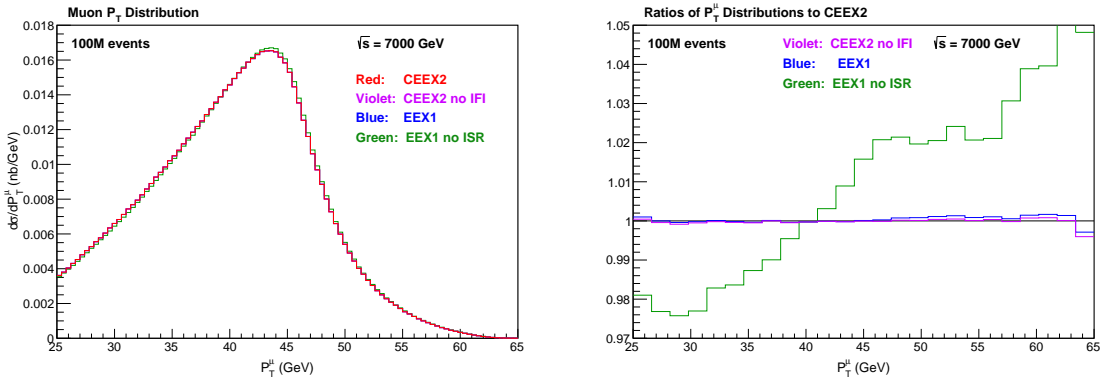 Muon P_T Distribution
100M events
√s = 7000 GeV
Red: CEEX2
Violet: CEEX2 no IFI
Blue: EEX1
Green: EEX1 no ISR
dσ/dP_T^μ (nb/GeV)
0.018
0.016
0.014
0.012
0.01
0.008
0.006
0.004
0.002
0
25 30 35 40 45 50 55 60 65
P_T^μ (GeV)
Ratios of P_T^μ Distributions to CEEX2
100M events
Violet: CEEX2 no IFI
√s = 7000 GeV
Blue: EEX1
Green: EEX1 no ISR
1.05
1.04
1.03
1.02
1.01
1
0.99
0.98
0.97
25 30 35 40 45 50 55 60 65
P_T^μ (GeV)